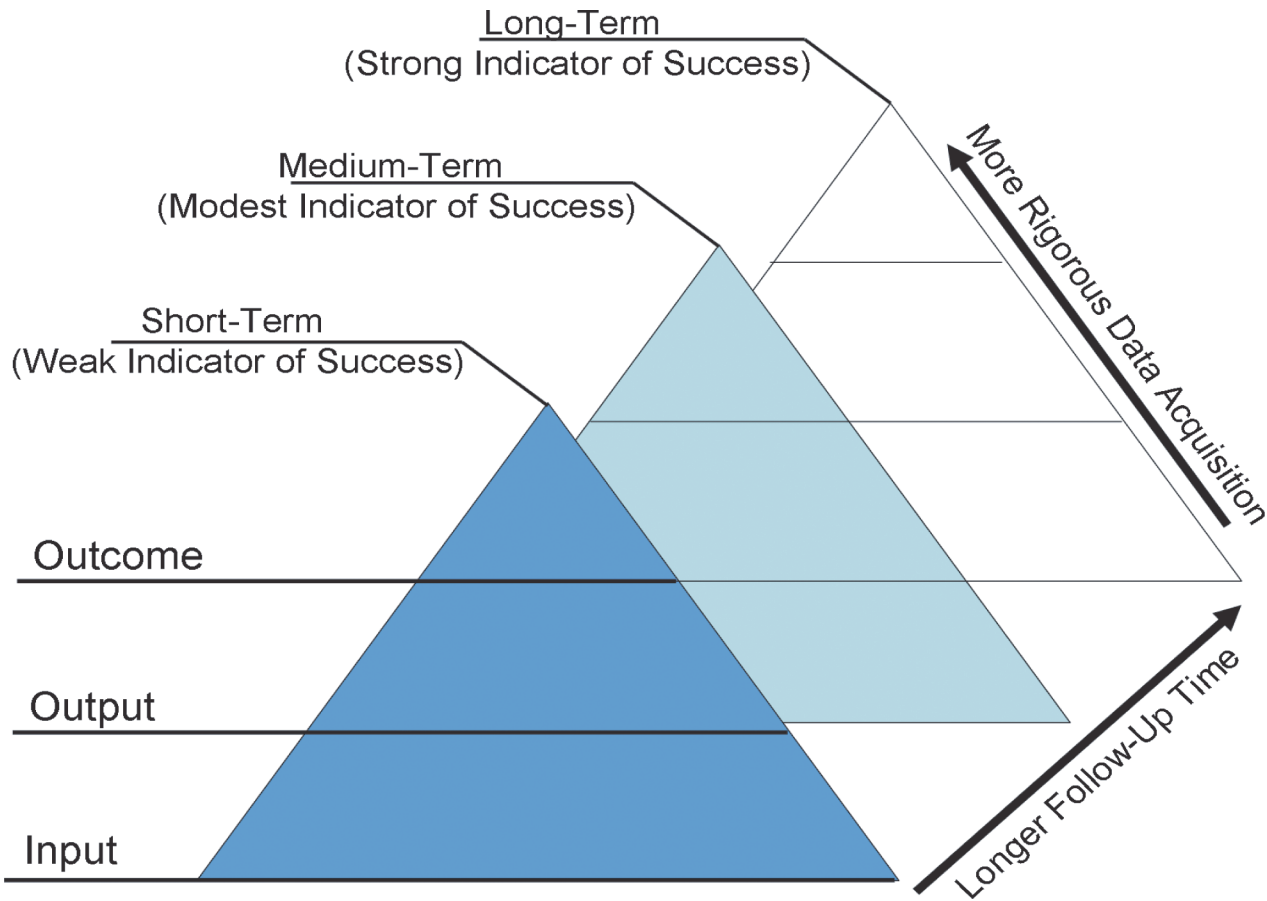 Long-Term
(Strong Indicator of Success)
Medium-Term
(Modest Indicator of Success)
Short-Term
(Weak Indicator of Success)
More Rigorous Data Acquisition
Outcome
Output
Input
Longer Follow-Up Time